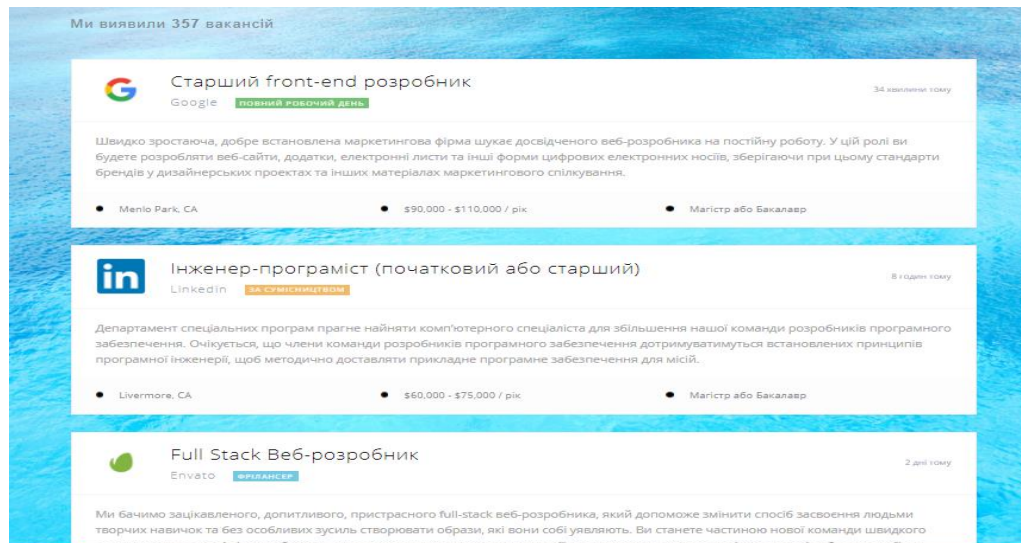 Ми виявили 357 вакансій
Старший front-end розробник
Google ПОВНИЙ РОБОЧИЙ ДЕНЬ
34 хвилини тому
Швидко зростаюча, добре встановлена маркетингова фірма шукає досвідченого веб-розробника на постійну роботу. У цій ролі ви
будете розробляти веб-сайти, додатки, електронні листи та інші форми цифрових електронних носіїв, зберігаючи при цьому стандарти
брендів у дизайнерських проектах та інших матеріалах маркетингового спілкування.
Menlo Park, CA $90,000 - $110,000 / рік Магістр або Бакалавр
in
Інженер-програміст (початковий або старший)
Linkedin ЗА СУМІСНИЦТВОМ
8 годин тому
Департамент спеціальних програм прагне найняти комп'ютерного спеціаліста для збільшення нашої команди розробників програмного
забезпечення. Очікується, що члени команди розробників програмного забезпечення дотримуватимуться встановлених принципів
програмної інженерії, щоб методично доставляти прикладне програмне забезпечення для місій.
Livermore, CA $60,000 - $75,000 / рік Магістр або Бакалавр
Full Stack Веб-розробник
Envato ФРІЛАНСЕР
2 дні тому
Ми бачимо зацікавленого, допитливого, пристрасного full-stack веб-розробника, який допоможе змінити спосіб засвоєння людьми
творчих навичок та без особливих зусиль створювати образи, які вони собі уявляють. Ви станете частиною нової команди швидкого